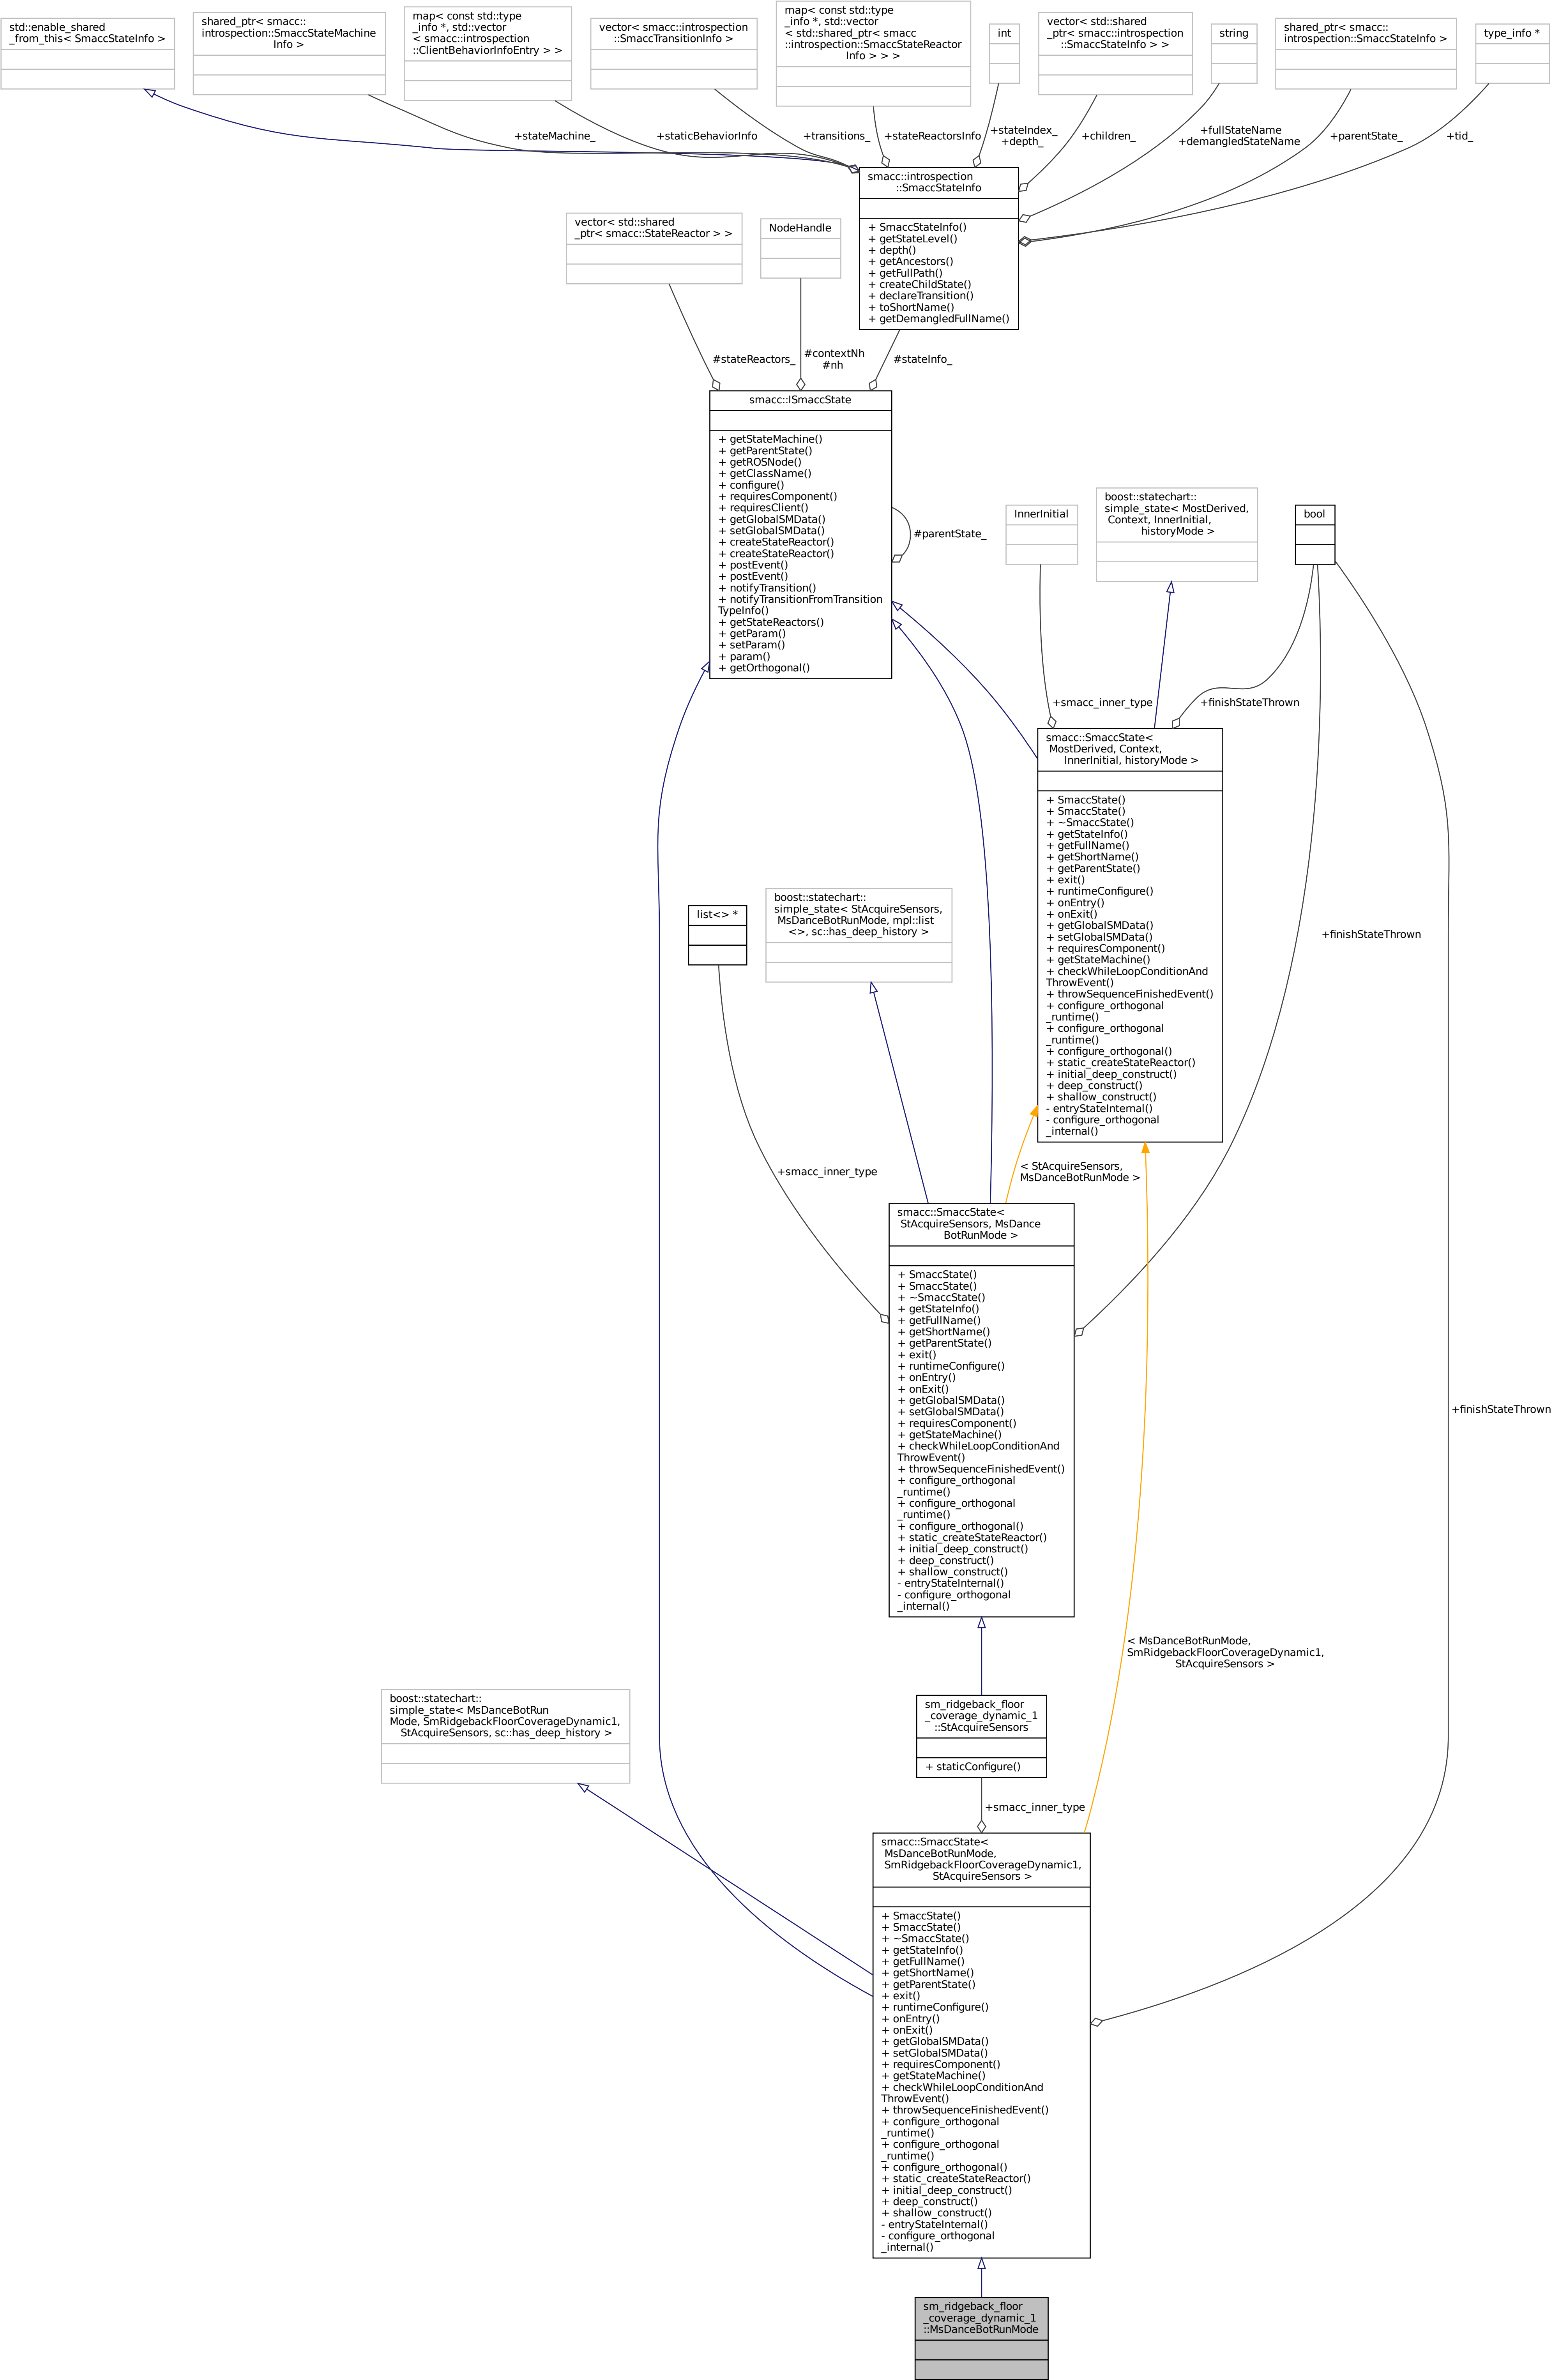 std::enable_shared
_from_this< SmaccStateInfo >
shared_ptr< smacc::
introspection::SmaccStateMachine
Info >
map< const std::type
_info *, std::vector
< smacc::introspection
::ClientBehaviorInfoEntry > >
vector< smacc::introspection
::SmaccTransitionInfo >
map< const std::type
_info *, std::vector
< std::shared_ptr< smacc
::introspection::SmaccStateReactor
Info > > >
int
vector< std::shared
_ptr< smacc::introspection
::SmaccStateInfo > >
string
shared_ptr< smacc::
introspection::SmaccStateInfo >
type_info *
+stateMachine_
+staticBehaviorInfo
+transitions_
+stateReactorsInfo
+stateIndex_
+depth_
+children_
+fullStateName
+demangledStateName
+parentState_
+tid_
smacc::introspection
::SmaccStateInfo
+ SmaccStateInfo()
+ getStateLevel()
+ depth()
+ getAncestors()
+ getFullPath()
+ createChildState()
+ declareTransition()
+ toShortName()
+ getDemangledFullName()
vector< std::shared
_ptr< smacc::StateReactor > >
NodeHandle
#stateReactors_
#contextNh
#nh
#stateInfo_
smacc::ISmaccState
+ getStateMachine()
+ getParentState()
+ getROSNode()
+ getClassName()
+ configure()
+ requiresComponent()
+ requiresClient()
+ getGlobalSMData()
+ setGlobalSMData()
+ createStateReactor()
+ createStateReactor()
+ postEvent()
+ postEvent()
+ notifyTransition()
+ notifyTransitionFromTransition
TypeInfo()
+ getStateReactors()
+ getParam()
+ setParam()
+ param()
+ getOrthogonal()
#parentState_
InnerInitial
boost::statechart::
simple_state< MostDerived,
Context, InnerInitial,
historyMode >
bool
+smacc_inner_type
+finishStateThrown
smacc::SmaccState<
MostDerived, Context,
InnerInitial, historyMode >
+ SmaccState()
+ SmaccState()
+ ~SmaccState()
+ getStateInfo()
+ getFullName()
+ getShortName()
+ getParentState()
+ exit()
+ runtimeConfigure()
+ onEntry()
+ onExit()
+ getGlobalSMData()
+ setGlobalSMData()
+ requiresComponent()
+ getStateMachine()
+ checkWhileLoopConditionAnd
ThrowEvent()
+ throwSequenceFinishedEvent()
+ configure_orthogonal
_runtime()
+ configure_orthogonal
_runtime()
+ configure_orthogonal()
+ static_createStateReactor()
+ initial_deep_construct()
+ deep_construct()
+ shallow_construct()
- entryStateInternal()
- configure_orthogonal
_internal()
list<> *
boost::statechart::
simple_state< StAcquireSensors,
MsDanceBotRunMode, mpl::list
<>, sc::has_deep_history >
+finishStateThrown
+smacc_inner_type
< StAcquireSensors,
MsDanceBotRunMode >
smacc::SmaccState<
StAcquireSensors, MsDance
BotRunMode >
+ SmaccState()
+ SmaccState()
+ ~SmaccState()
+ getStateInfo()
+ getFullName()
+ getShortName()
+ getParentState()
+ exit()
+ runtimeConfigure()
+ onEntry()
+ onExit()
+ getGlobalSMData()
+ setGlobalSMData()
+ requiresComponent()
+ getStateMachine()
+ checkWhileLoopConditionAnd
ThrowEvent()
+ throwSequenceFinishedEvent()
+ configure_orthogonal
_runtime()
+ configure_orthogonal
_runtime()
+ configure_orthogonal()
+ static_createStateReactor()
+ initial_deep_construct()
+ deep_construct()
+ shallow_construct()
- entryStateInternal()
- configure_orthogonal
_internal()
+finishStateThrown
< MsDanceBotRunMode,
SmRidgebackFloorCoverageDynamic1,
StAcquireSensors >
boost::statechart::
simple_state< MsDanceBotRun
Mode, SmRidgebackFloorCoverageDynamic1,
StAcquireSensors, sc::has_deep_history >
sm_ridgeback_floor
_coverage_dynamic_1
::StAcquireSensors
+ staticConfigure()
+smacc_inner_type
smacc::SmaccState<
MsDanceBotRunMode,
SmRidgebackFloorCoverageDynamic1,
StAcquireSensors >
+ SmaccState()
+ SmaccState()
+ ~SmaccState()
+ getStateInfo()
+ getFullName()
+ getShortName()
+ getParentState()
+ exit()
+ runtimeConfigure()
+ onEntry()
+ onExit()
+ getGlobalSMData()
+ setGlobalSMData()
+ requiresComponent()
+ getStateMachine()
+ checkWhileLoopConditionAnd
ThrowEvent()
+ throwSequenceFinishedEvent()
+ configure_orthogonal
_runtime()
+ configure_orthogonal
_runtime()
+ configure_orthogonal()
+ static_createStateReactor()
+ initial_deep_construct()
+ deep_construct()
+ shallow_construct()
- entryStateInternal()
- configure_orthogonal
_internal()
sm_ridgeback_floor
_coverage_dynamic_1
::MsDanceBotRunMode